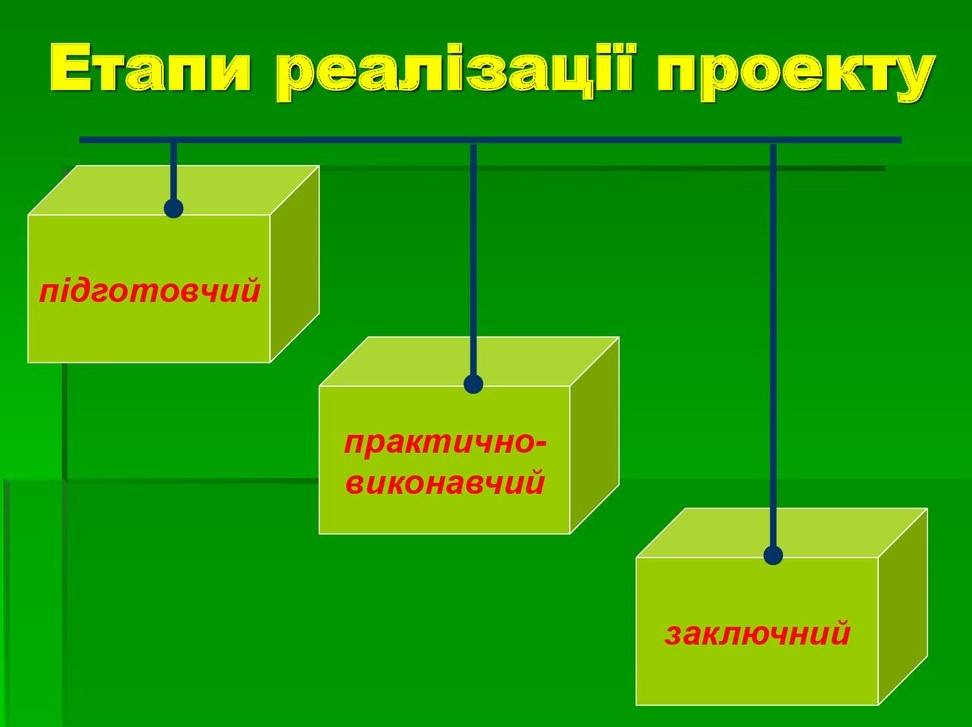 Етапи реалізації проекту
підготовчий
практично-
виконавчий
заключний